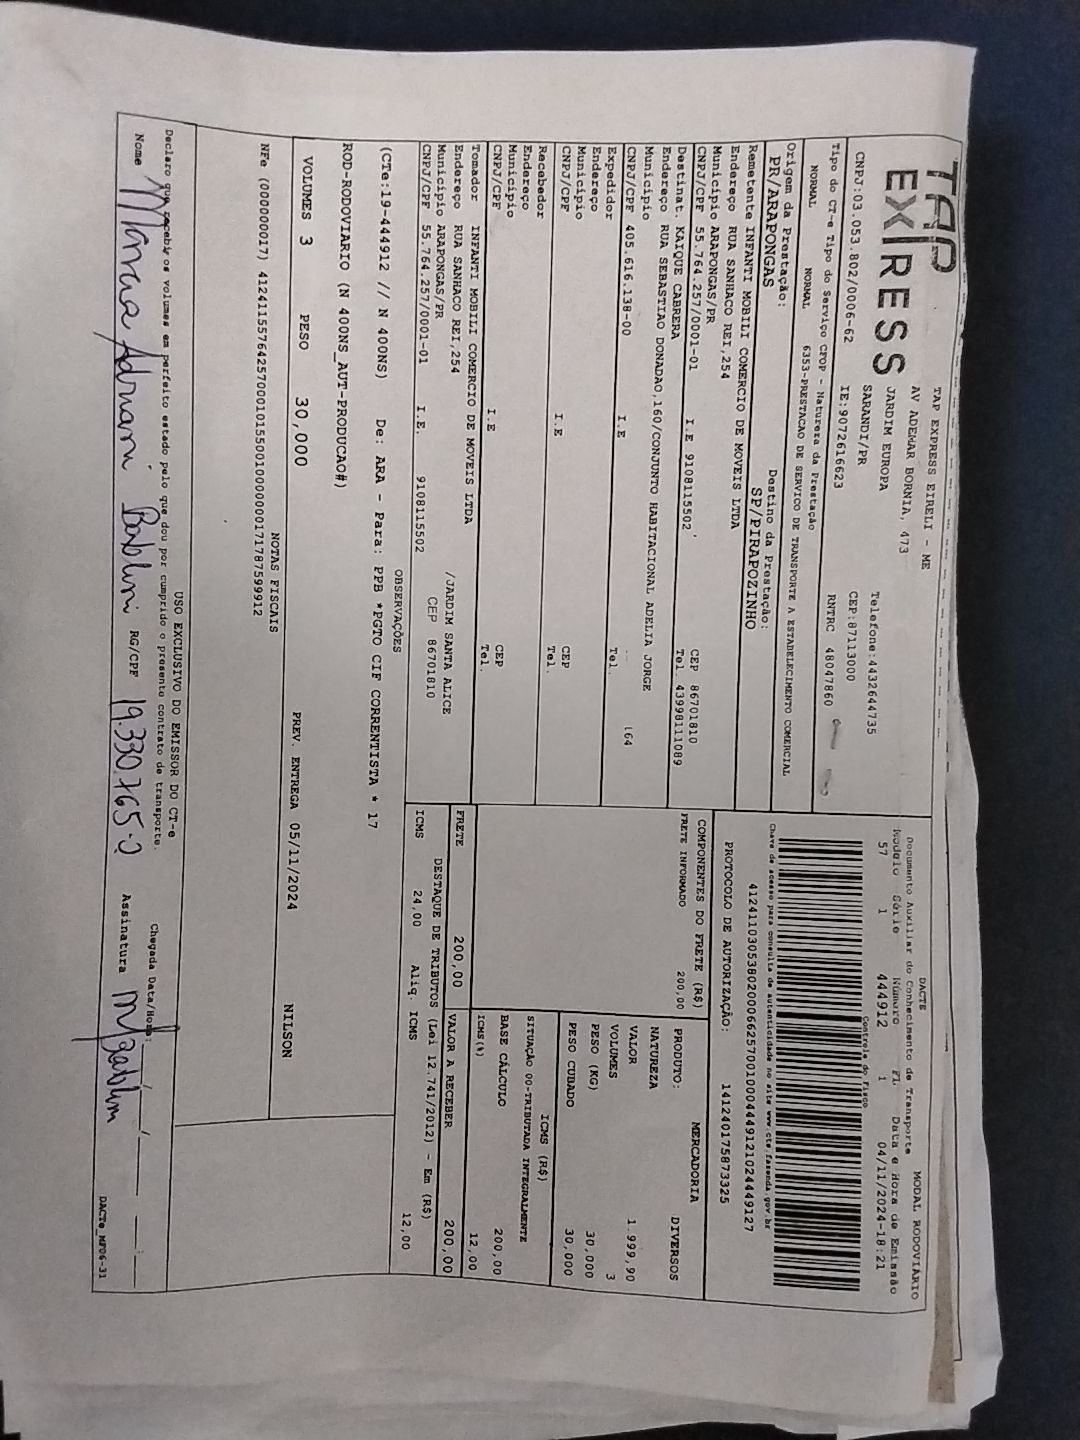 TAP EXPRESS
TAP EXPRESS EIRELI - ME
AV ADEMAR BORNIA, 473
JARDIM EUROPA
SARANDI/PR
Telefone:4432644735
CEP:87113000
CNPJ:03.053.802/0006-62
IE:9072616623
RNTRC 48047860
Tipo do CT-e Tipo do Serviço CFOP - Natureza da Prestação
NORMAL NORMAL 6353-PRESTACAO DE SERVICO DE TRANSPORTE A ESTABELECIMENTO COMERCIAL
Origem da Prestação: Destino da Prestação:
PR/ARAPONGAS SP/PIRAPOZINHO
Remetente INFANTI MOBILI COMERCIO DE MOVEIS LTDA
Endereço RUA SANHACO REI,254
Município ARAPONGAS/PR CEP 86701810
CNPJ/CPF 55.764.257/0001-01 I.E 9108115502 Tel. 43998111089
Destinat. KAIQUE CABRERA
Endereço RUA SEBASTIAO DONADAO,160/CONJUNTO HABITACIONAL ADELIA JORGE
Município
CNPJ/CPF 405.616.138-00 I.E Tel.
Expedidor
Endereço
Município CEP
CNPJ/CPF I.E Tel.
Recebedor
Endereço
Município CEP
CNPJ/CPF I.E Tel.
Tomador INFANTI MOBILI COMERCIO DE MOVEIS LTDA
Endereço RUA SANHACO REI,254 /JARDIM SANTA ALICE
Município ARAPONGAS/PR CEP 86701810
CNPJ/CPF 55.764.257/0001-01 I.E. 9108115502
DACTE MODAL RODOVIÁRIO
Documento Auxiliar do Conhecimento de Transporte
Modelo Série Número Fl. Data e Hora de Emissão
57 1 444912 1 04/11/2024-18:21
Controle do Fisco
Chave de acesso para consulta de autenticidade no site www.cte.fazenda.gov.br
41241103053802000662570010004449121024449127
PROTOCOLO DE AUTORIZAÇÃO: 141240175873325
COMPONENTES DO FRETE (R$)
FRETE INFORMADO 200,00
MERCADORIA
PRODUTO: DIVERSOS
NATUREZA
VALOR 1.999,90
VOLUMES 3
PESO (KG) 30,000
PESO CUBADO 30,000
ICMS (R$)
SITUAÇÃO 00-TRIBUTADA INTEGRALMENTE
BASE CÁLCULO 200,00
ICMS(%) 12,00
FRETE 200,00 VALOR A RECEBER 200,00
DESTAQUE DE TRIBUTOS (Lei 12.741/2012) - Em (R$)
ICMS 24,00 Aliq. ICMS 12,00
OBSERVAÇÕES
(CTe:19-444912 // N 400NS) De: ARA - Para: PPB *PGTO CIF CORRENTISTA * 17
ROD-RODOVIARIO (N 400NS_AUT-PRODUCAO#)
VOLUMES 3 PESO 30,000 PREV. ENTREGA 05/11/2024 NILSON
NOTAS FISCAIS
NFe (000000017) 41241155764257000101550010000000171787599912
USO EXCLUSIVO DO EMISSOR DO CT-e
Declaro que recebi os volumes em perfeito estado pelo que dou por cumprido o presente contrato de transporte. Chegada Data/Hora:
Nome Marcia Adriani RG/CPF 19.330.765-2 Assinatura
DACTe_MF06-31